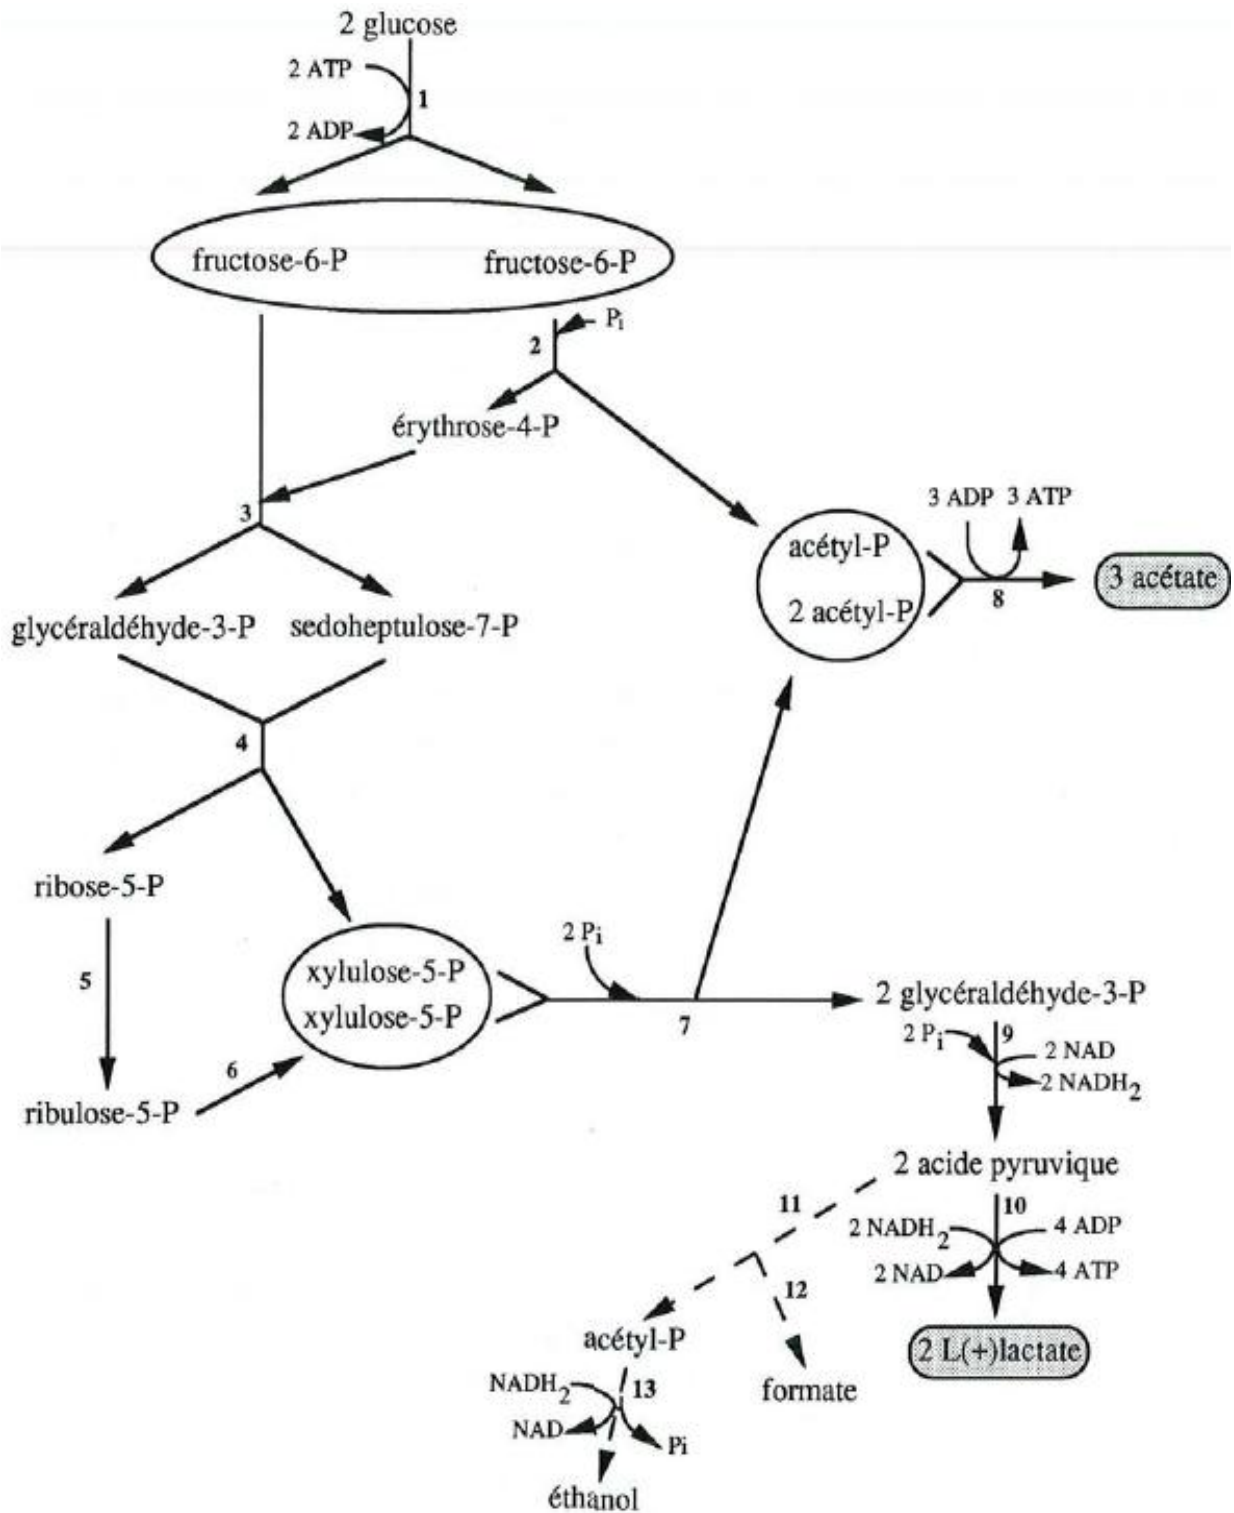 2 glucose
2 ATP
1
2 ADP
fructose-6-P fructose-6-P
Pi
2
érythrose-4-P
3
3 ADP 3 ATP
acétyl-P
2 acétyl-P
8
3 acétate
glycéraldéhyde-3-P sedoheptulose-7-P
4
ribose-5-P
5
xylulose-5-P
xylulose-5-P
2 Pi
7
2 glycéraldéhyde-3-P
6
ribulose-5-P
2 Pi
9
2 NAD
2 NADH2
2 acide pyruvique
11
10
2 NADH2
4 ADP
2 NAD
4 ATP
12
acétyl-P
2 L(+)lactate
formate
NADH2
13
NAD
Pi
éthanol